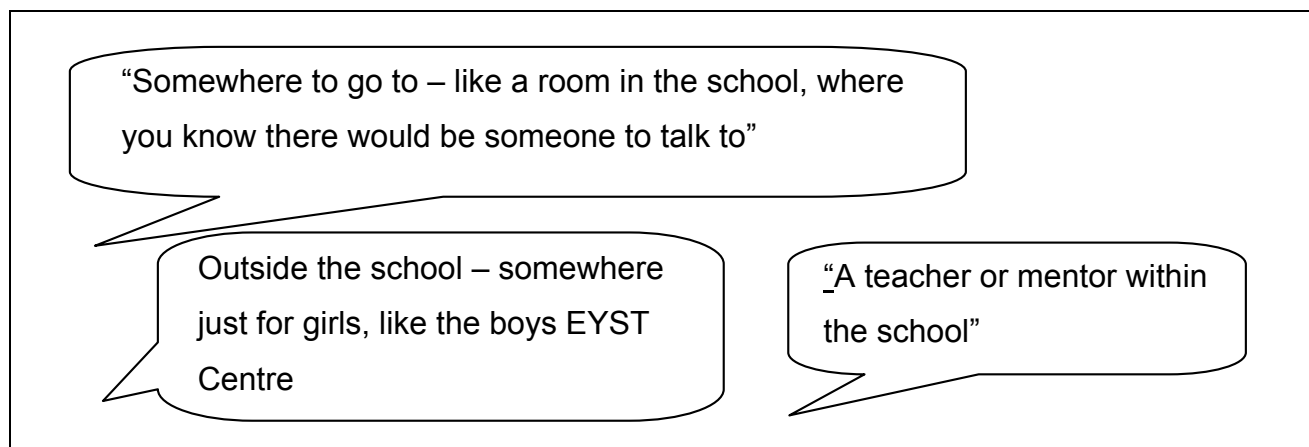 “Somewhere to go to – like a room in the school, where
you know there would be someone to talk to”
Outside the school – somewhere
just for girls, like the boys EYST
Centre
“A teacher or mentor within
the school”